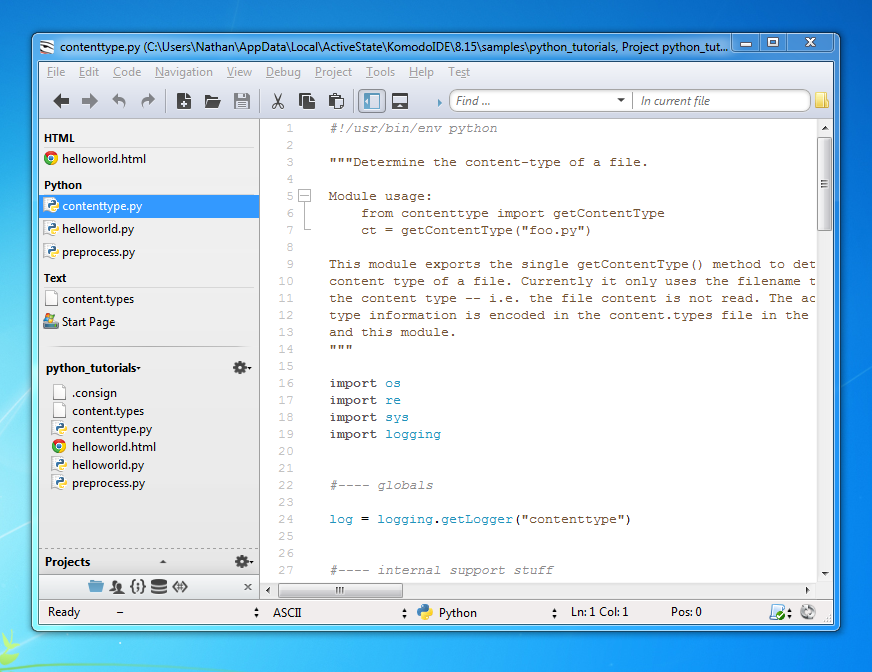 contenttype.py (C:\Users\Nathan\AppData\Local\ActiveState\KomodoIDE\8.15\samples\python_tutorials, Project python_tut...
File Edit Code Navigation View Debug Project Tools Help Test
Find ... In current file
HTML
helloworld.html
Python
contenttype.py
helloworld.py
preprocess.py
Text
content.types
Start Page
python_tutorials
.consign
content.types
contenttype.py
helloworld.html
helloworld.py
preprocess.py
Projects
1 #!/usr/bin/env python
2
3 """Determine the content-type of a file.
4
5 Module usage:
6 from contenttype import getContentType
7 ct = getContentType("foo.py")
8
9 This module exports the single getContentType() method to det
10 content type of a file. Currently it only uses the filename t
11 the content type -- i.e. the file content is not read. The ac
12 type information is encoded in the content.types file in the
13 and this module.
14 """
15
16 import os
17 import re
18 import sys
19 import logging
20
21
22 #---- globals
23
24 log = logging.getLogger("contenttype")
25
26
27 #---- internal support stuff
Ready – ASCII Python Ln: 1 Col: 1 Pos: 0